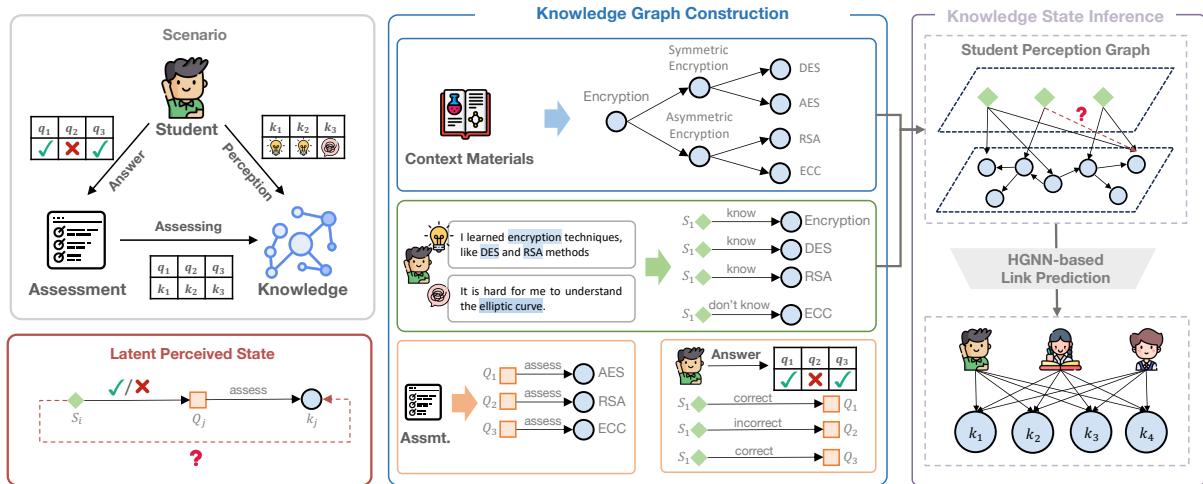 Scenario
Student
q1 q2 q3
k1 k2 k3
Answer
Perception
Assessing
q1 q2 q3
k1 k2 k3
Assessment
Knowledge
Latent Perceived State
/
assess
Si
Qj
kj
?
Knowledge Graph Construction
Context Materials
Encryption
Symmetric
Encryption
Asymmetric
Encryption
DES
AES
RSA
ECC
I learned encryption techniques,
like DES and RSA methods
It is hard for me to understand
the elliptic curve.
S1 know Encryption
S1 know DES
S1 know RSA
S1 don't know ECC
Assmt.
Q1 assess AES
Q2 assess RSA
Q3 assess ECC
Answer
q1 q2 q3
S1 correct Q1
S1 incorrect Q2
S1 correct Q3
Knowledge State Inference
Student Perception Graph
?
HGNN-based
Link Prediction
k1 k2 k3 k4